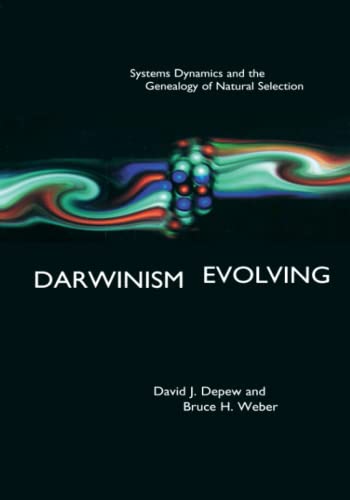 Systems Dynamics and the
Genealogy of Natural Selection
DARWINISM EVOLVING
David J. Depew and
Bruce H. Weber